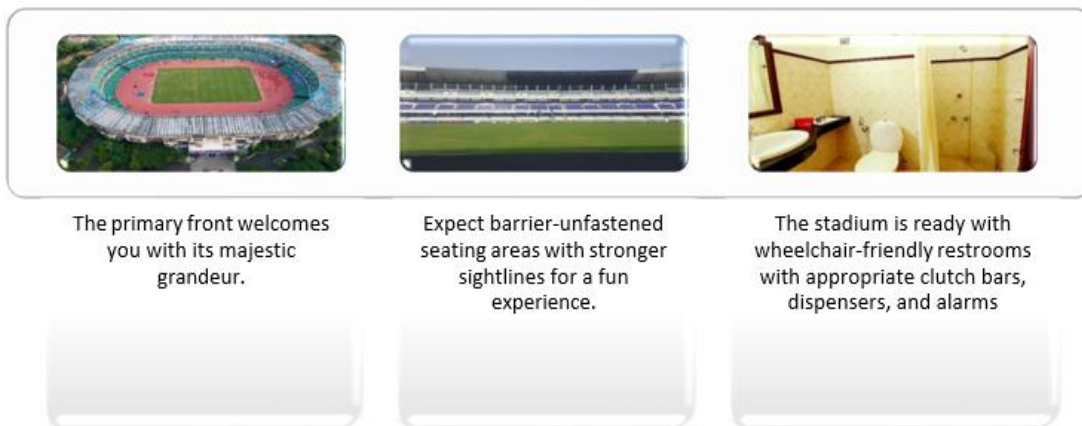 The primary front welcomes
you with its majestic
grandeur.
Expect barrier-unfastened
seating areas with stronger
sightlines for a fun
experience.
The stadium is ready with
wheelchair-friendly restrooms
with appropriate clutch bars,
dispensers, and alarms